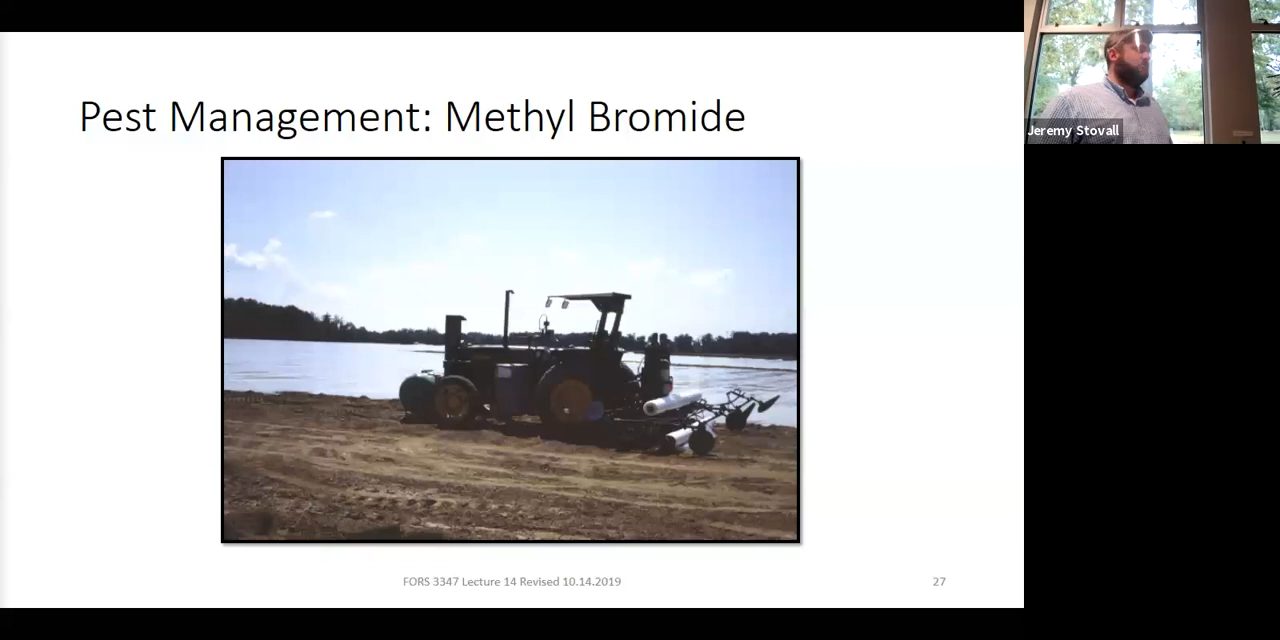 Pest Management: Methyl Bromide
Jeremy Stovall
FORS 3347 Lecture 14 Revised 10.14.2019
27